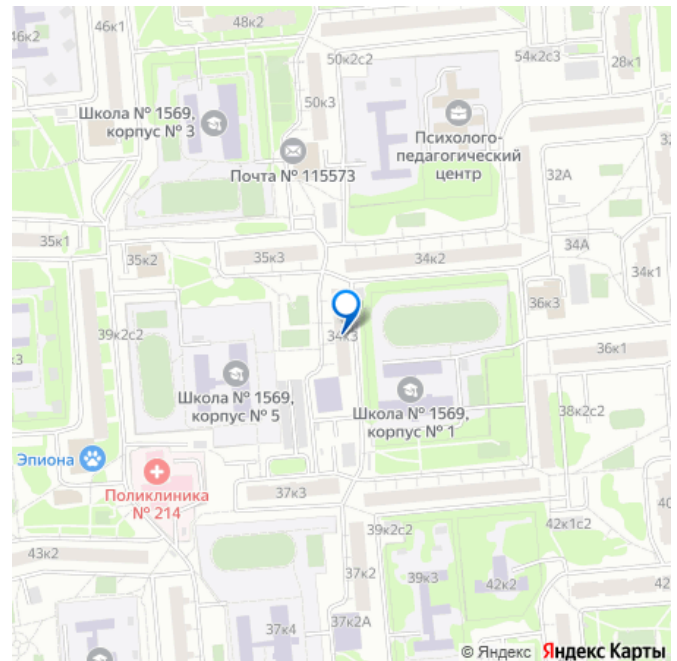 46к1
48к2
46к2
50к2с2
54к2с3
28к1
Школа № 1569,
корпус № 3
50к3
Психолого-
педагогический
центр
Почта № 115573
32А
35к1
35к2
35к3
34к2
34А
34к1
36к3
39к2с2
34к3
36к1
Школа № 1569,
корпус № 5
Школа № 1569,
корпус № 1
38к2с2
Эпиона
Поликлиника
№ 214
37к3
39к2с2
42к1с2
43к2
37к2
39к3
42к2
37к4
37к2А
© Яндекс Яндекс Карты